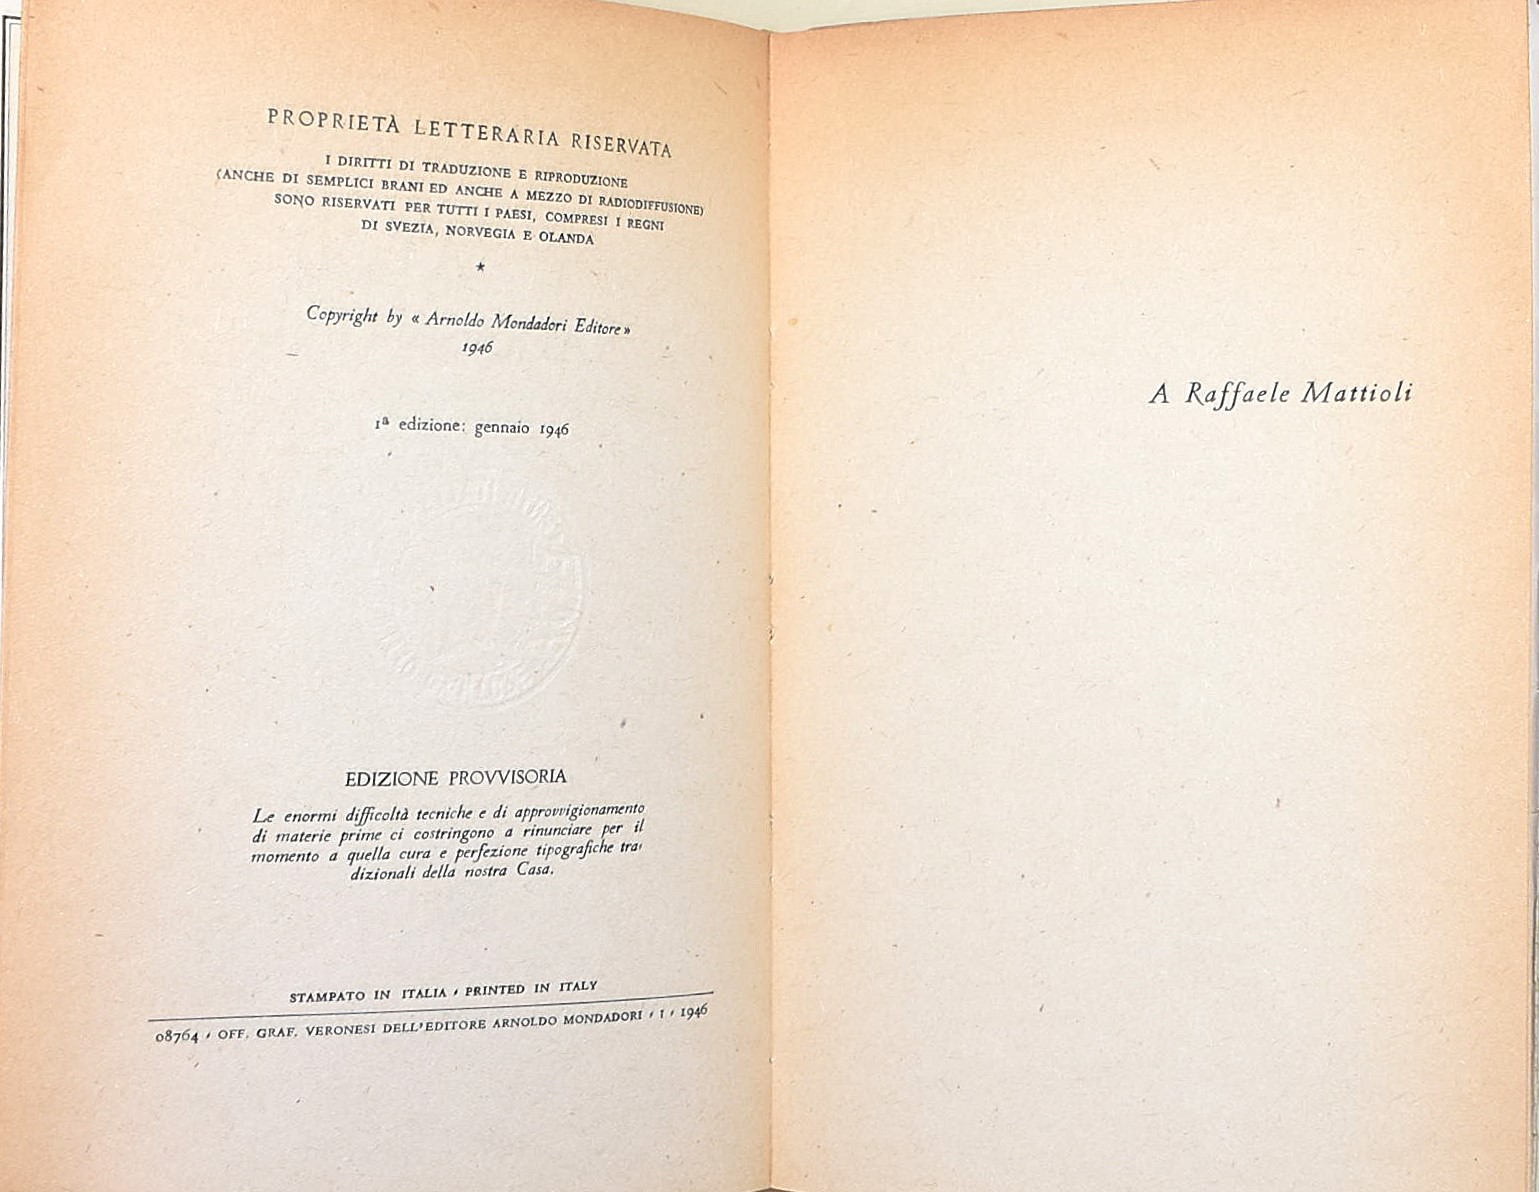 PROPRIETÀ LETTERARIA RISERVATA
I DIRITTI DI TRADUZIONE E RIPRODUZIONE
(ANCHE DI SEMPLICI BRANI ED ANCHE A MEZZO DI RADIODIFFUSIONE)
SONO RISERVATI PER TUTTI I PAESI, COMPRESI I REGNI
DI SVEZIA, NORVEGIA E OLANDA
★
Copyright by « Arnoldo Mondadori Editore »
1946
1ª edizione: gennaio 1946
EDIZIONE PROVVISORIA
Le enormi difficoltà tecniche e di approvvigionamento
di materie prime ci costringono a rinunciare per il
momento a quella cura e perfezione tipografiche tra-
dizionali della nostra Casa.
STAMPATO IN ITALIA - PRINTED IN ITALY
08764 - OFF. GRAF. VERONESI DELL'EDITORE ARNOLDO MONDADORI - I - 1946
A Raffaele Mattioli